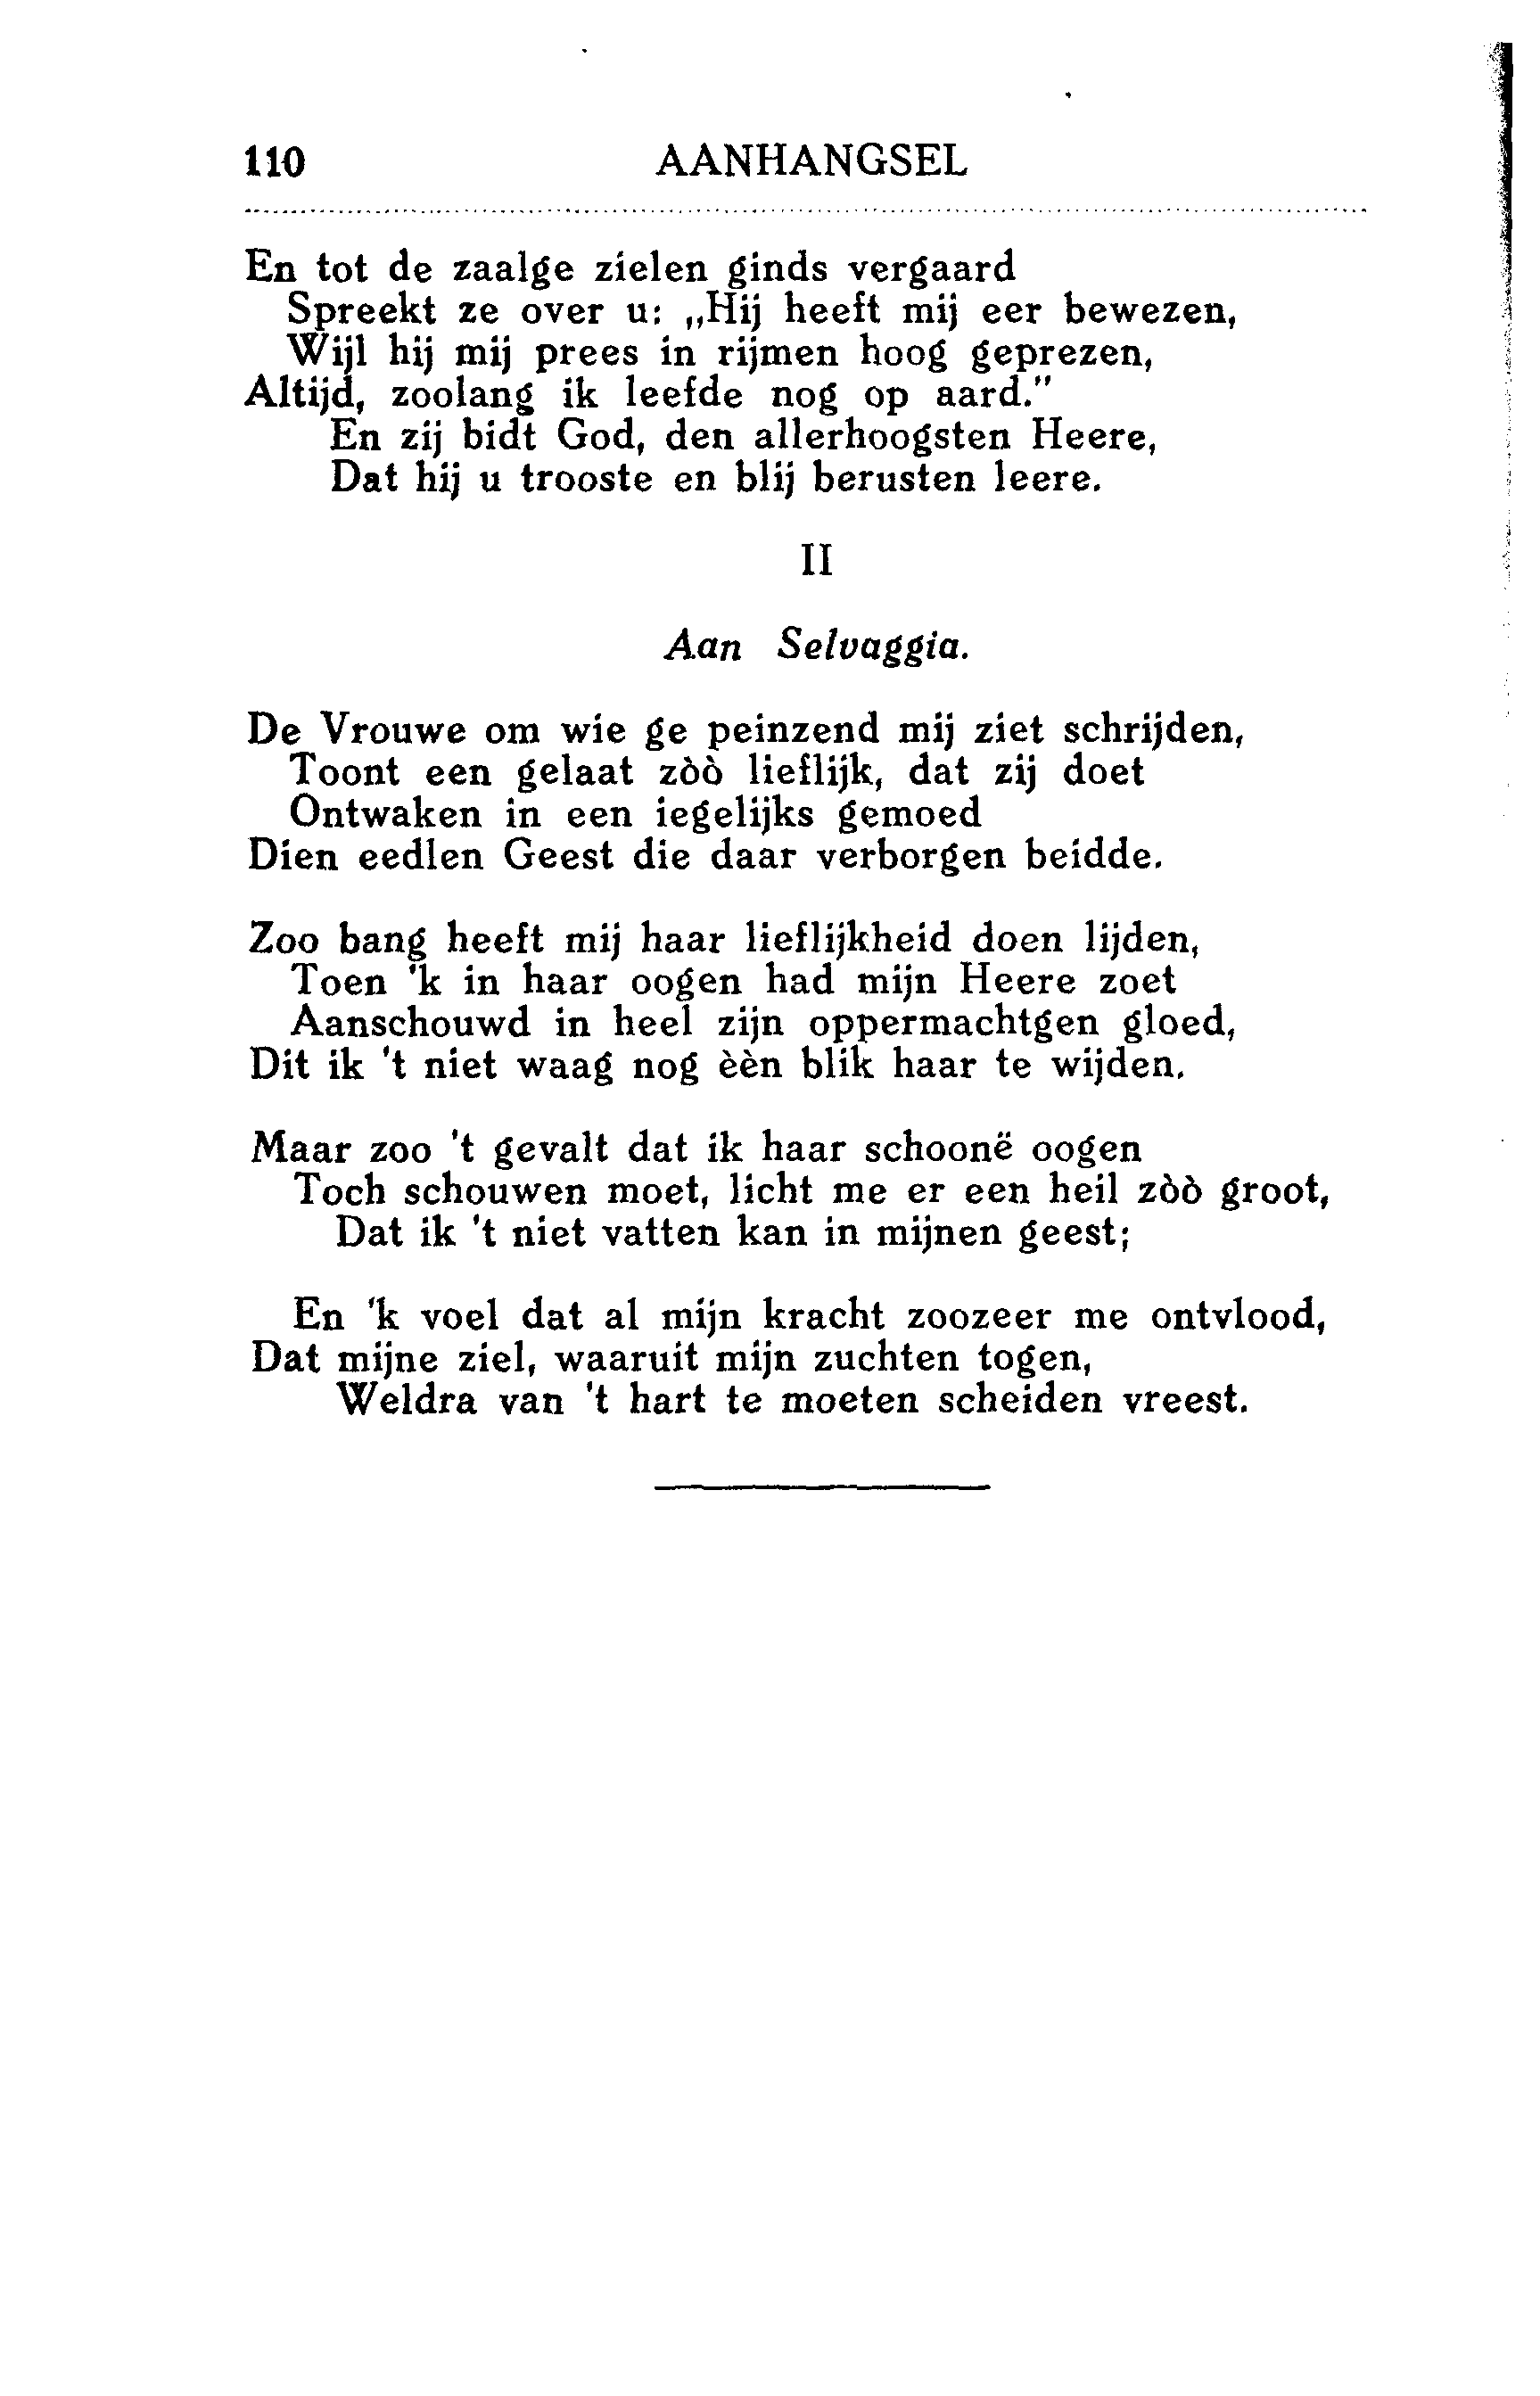 110 AANHANGSEL
En tot de zaalge zielen ginds vergaard
Spreekt ze over u: „Hij heeft mij eer bewezen,
Wijl hij mij prees in rijmen hoog geprezen,
Altijd, zoolang ik leefde nog op aard."
En zij bidt God, den allerhoogsten Heere,
Dat hij u trooste en blij berusten leere.
II
Aan Selvaggia.
De Vrouwe om wie ge peinzend mij ziet schrijden,
Toont een gelaat zòò lieflijk, dat zij doet
Ontwaken in een iegelijks gemoed
Dien eedlen Geest die daar verborgen beidde.
Zoo bang heeft mij haar lieflijkheid doen lijden,
Toen 'k in haar oogen had mijn Heere zoet
Aanschouwd in heel zijn oppermachtgen gloed,
Dit ik 't niet waag nog èèn blik haar te wijden.
Maar zoo 't gevalt dat ik haar schoonë oogen
Toch schouwen moet, licht me er een heil zòò groot,
Dat ik 't niet vatten kan in mijnen geest;
En 'k voel dat al mijn kracht zoozeer me ontvlood,
Dat mijne ziel, waaruit mijn zuchten togen,
Weldra van 't hart te moeten scheiden vreest.